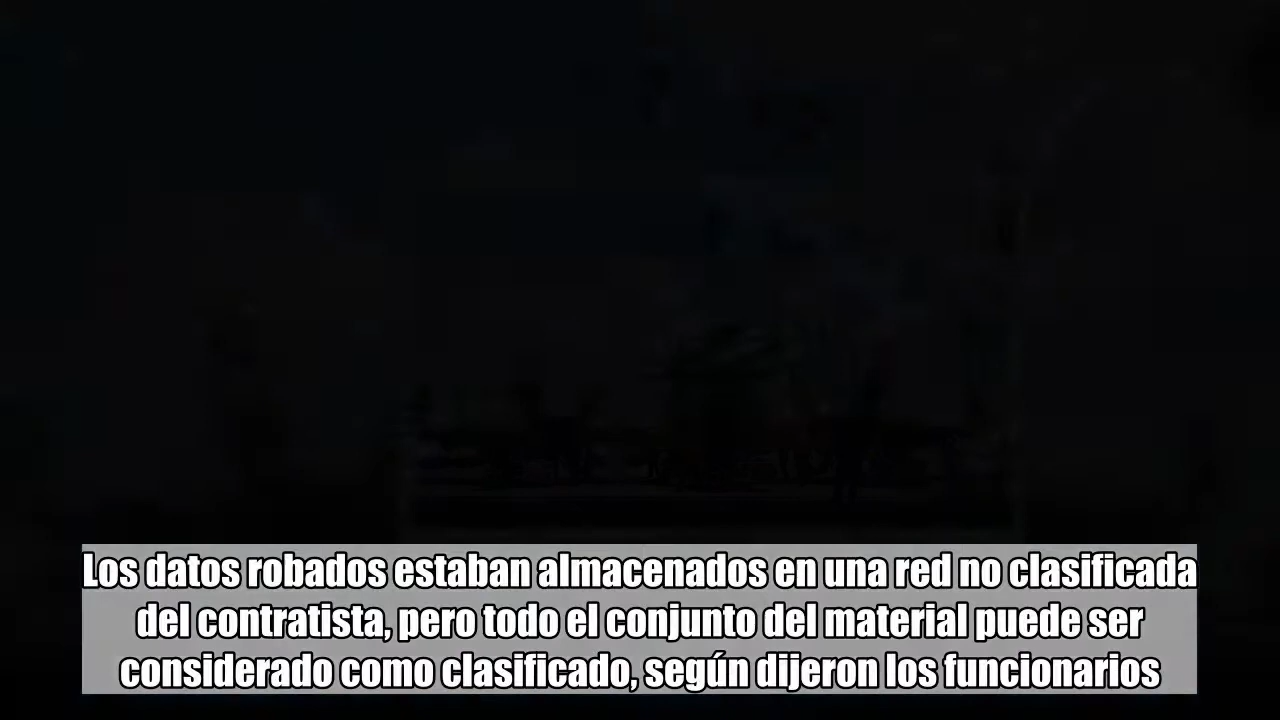 Los datos robados estaban almacenados en una red no clasificada
del contratista, pero todo el conjunto del material puede ser
considerado como clasificado, según dijeron los funcionarios